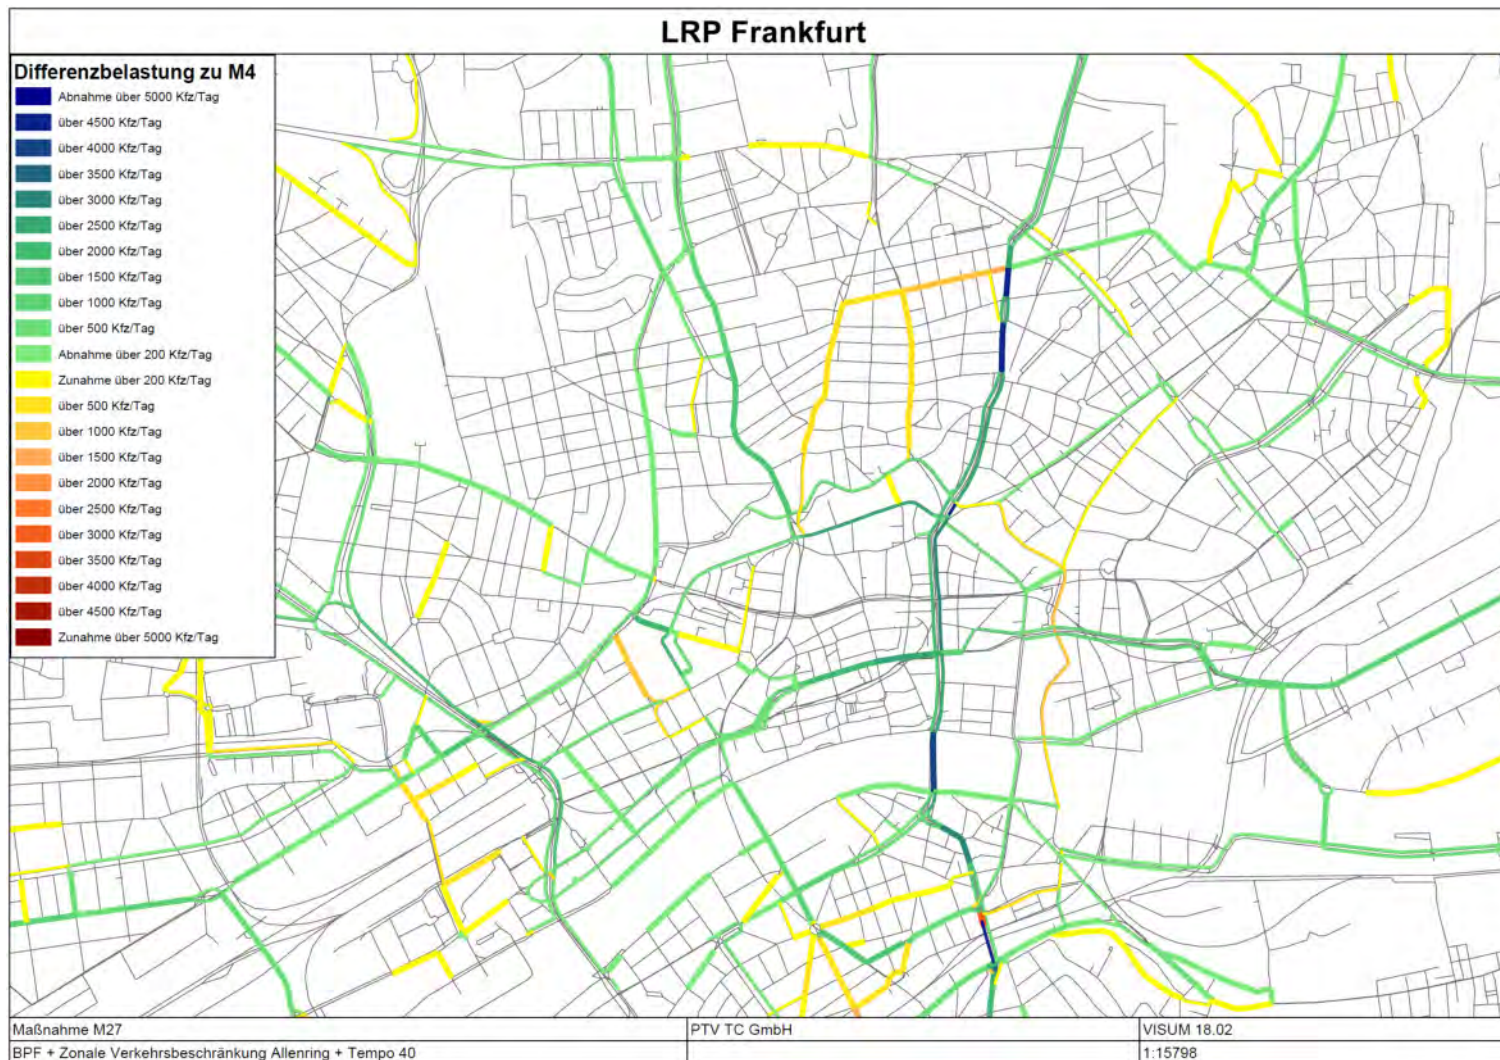 LRP Frankfurt
Differenzbelastung zu M4
Abnahme über 5000 Kfz/Tag
über 4500 Kfz/Tag
über 4000 Kfz/Tag
über 3500 Kfz/Tag
über 3000 Kfz/Tag
über 2500 Kfz/Tag
über 2000 Kfz/Tag
über 1500 Kfz/Tag
über 1000 Kfz/Tag
über 500 Kfz/Tag
Abnahme über 200 Kfz/Tag
Zunahme über 200 Kfz/Tag
über 500 Kfz/Tag
über 1000 Kfz/Tag
über 1500 Kfz/Tag
über 2000 Kfz/Tag
über 2500 Kfz/Tag
über 3000 Kfz/Tag
über 3500 Kfz/Tag
über 4000 Kfz/Tag
über 4500 Kfz/Tag
Zunahme über 5000 Kfz/Tag
Maßnahme M27
PTV TC GmbH
VISUM 18.02
BPF + Zonale Verkehrsbeschränkung Allenring + Tempo 40
1:15798